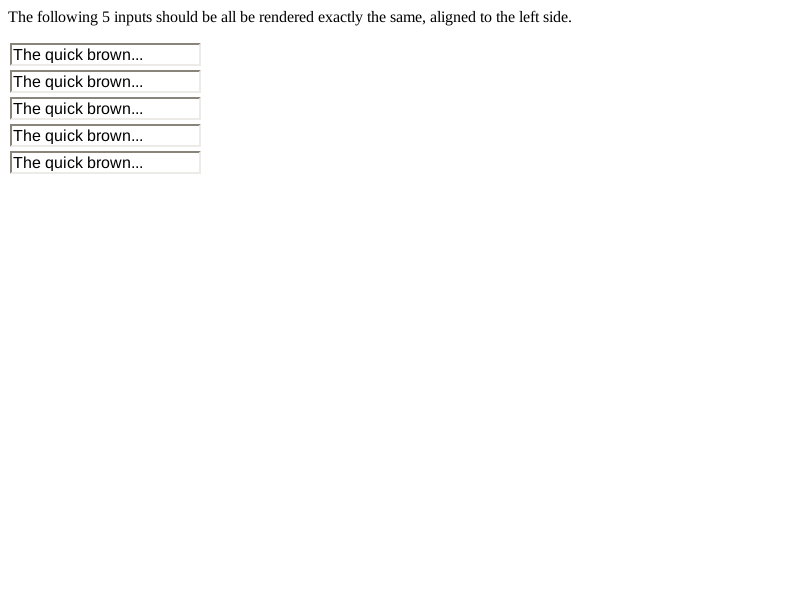 The following 5 inputs should be all be rendered exactly the same, aligned to the left side.
The quick brown...
The quick brown...
The quick brown...
The quick brown...
The quick brown...